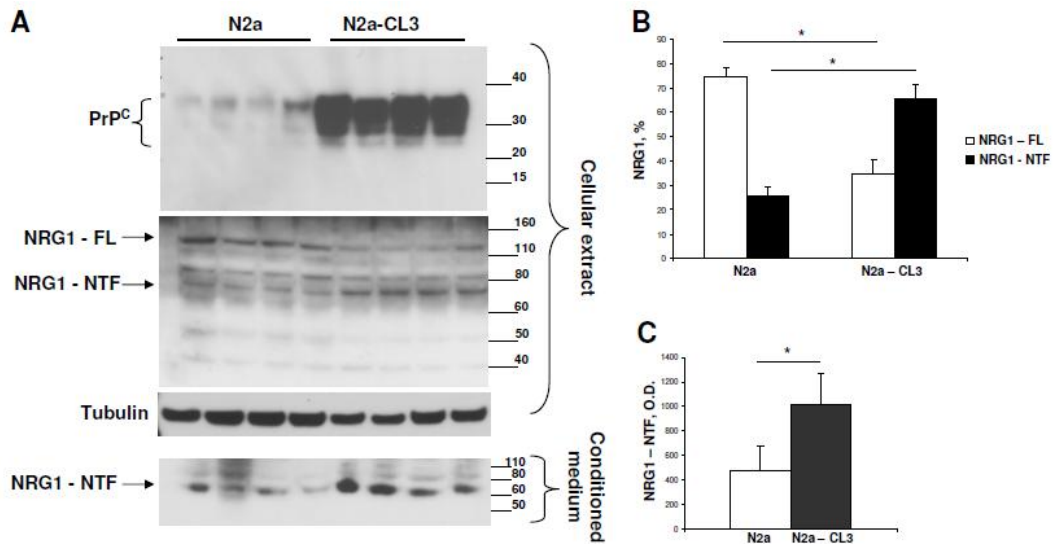 A
N2a
N2a-CL3
PrPC
40
30
20
15
NRG1 - FL
NRG1 - NTF
160
110
80
60
50
40
Cellular extract
Tubulin
NRG1 - NTF
110
80
60
50
Conditioned medium
B
*
*
NRG1, %
90
80
70
60
50
40
30
20
10
0
N2a
N2a – CL3
NRG1 – FL
NRG1 - NTF
C
*
NRG1 – NTF, O.D.
1400
1200
1000
800
600
400
200
0
N2a
N2a – CL3